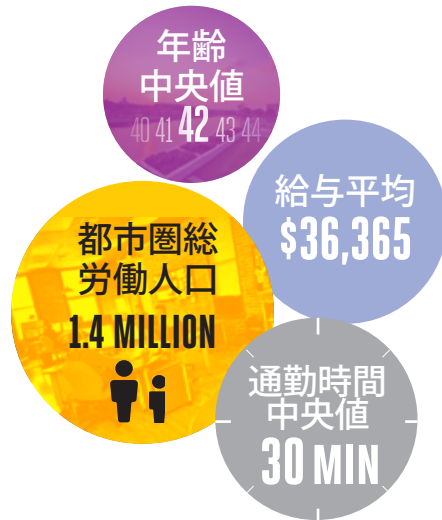 年齢
中央値
40 41 42 43 44
給与平均
$36,365
都市圏総
労働人口
1.4 MILLION
通勤時間
中央値
30 MIN